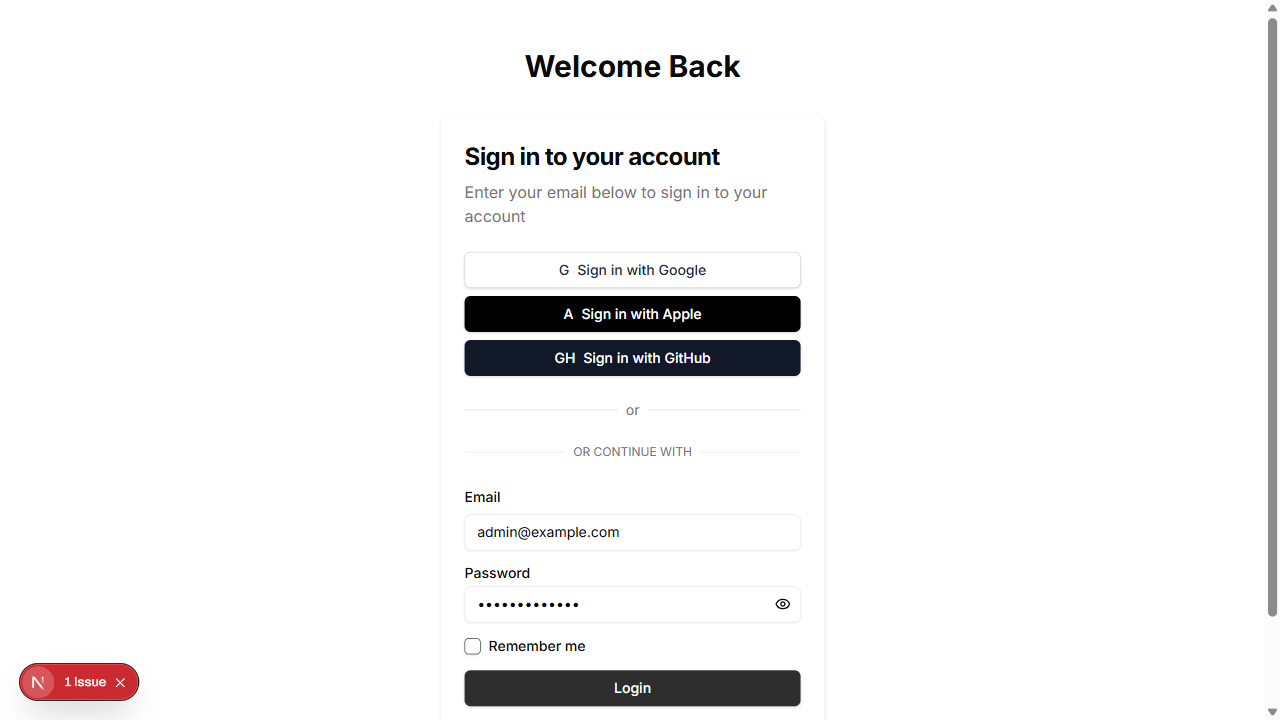 Welcome Back
Sign in to your account
Enter your email below to sign in to your
account
G Sign in with Google
A Sign in with Apple
GH Sign in with GitHub
or
OR CONTINUE WITH
Email
admin@example.com
Password
•••••••••••••
Remember me
Login
N 1 Issue